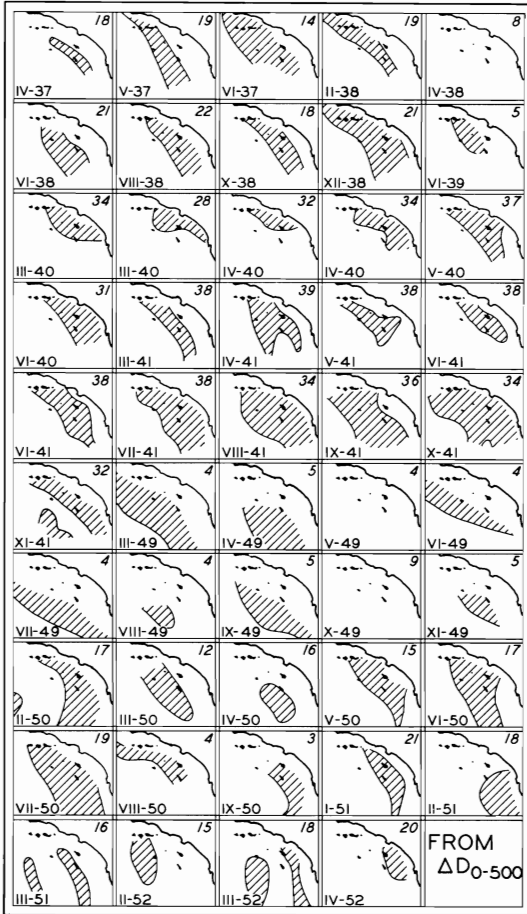 18 19 14 19 8
IV-37 V-37 VI-37 II-38 IV-38
21 22 18 21 5
VI-38 VIII-38 X-38 XII-38 VI-39
34 28 32 34 37
III-40 III-40 IV-40 IV-40 V-40
31 38 39 38 38
VI-40 III-41 IV-41 V-41 VI-41
38 38 34 36 34
VI-41 VII-41 VIII-41 IX-41 X-41
32 4 5 4 4
XI-41 III-49 IV-49 V-49 VI-49
4 4 5 9 5
VII-49 VIII-49 IX-49 X-49 XI-49
17 12 16 15 17
II-50 III-50 IV-50 V-50 VI-50
19 4 3 21 18
VII-50 VIII-50 IX-50 I-51 II-51
16 15 18 20
III-51 II-52 III-52 IV-52
FROM
ΔD0-500